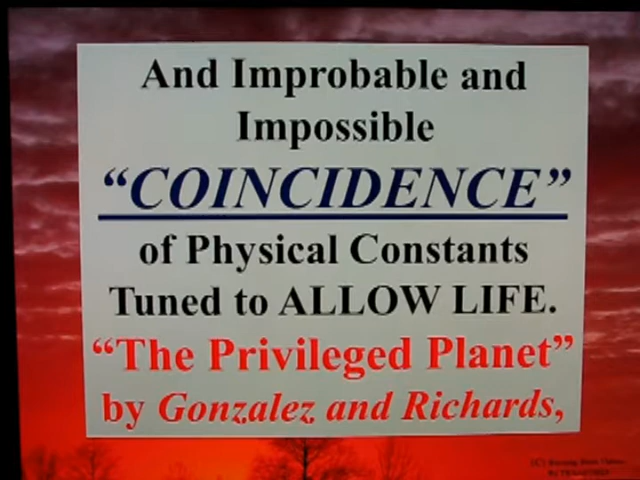 And Improbable and
Impossible
“COINCIDENCE”
of Physical Constants
Tuned to ALLOW LIFE.
“The Privileged Planet”
by Gonzalez and Richards,
(C)